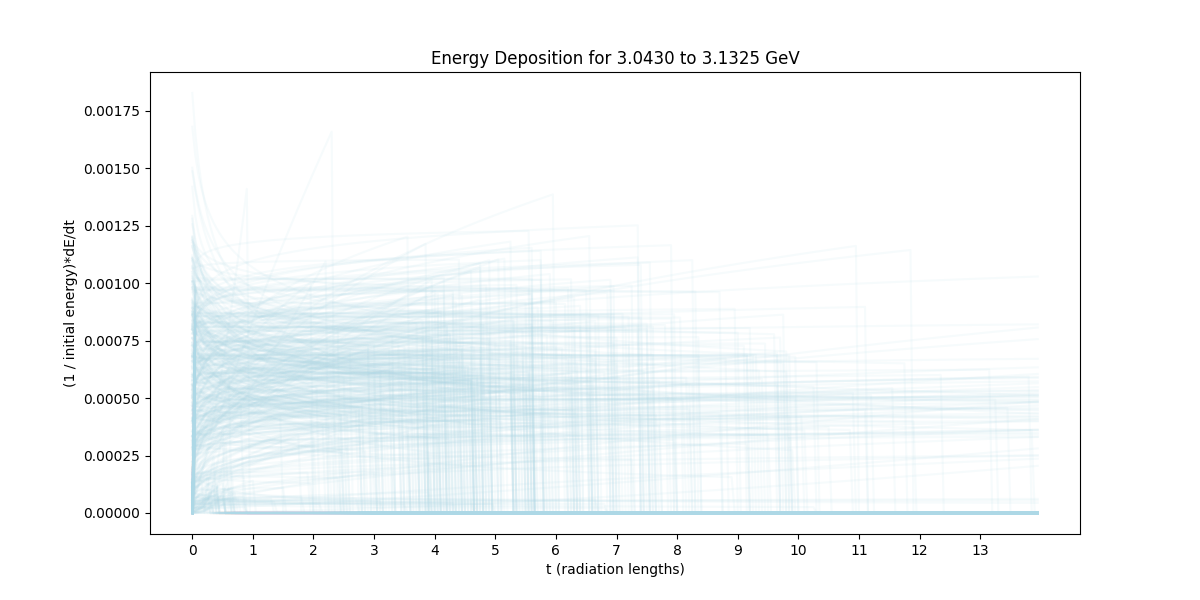 Energy Deposition for 3.0430 to 3.1325 GeV
(1 / initial energy)*dE/dt
0.00175
0.00150
0.00125
0.00100
0.00075
0.00050
0.00025
0.00000
0 1 2 3 4 5 6 7 8 9 10 11 12 13
t (radiation lengths)